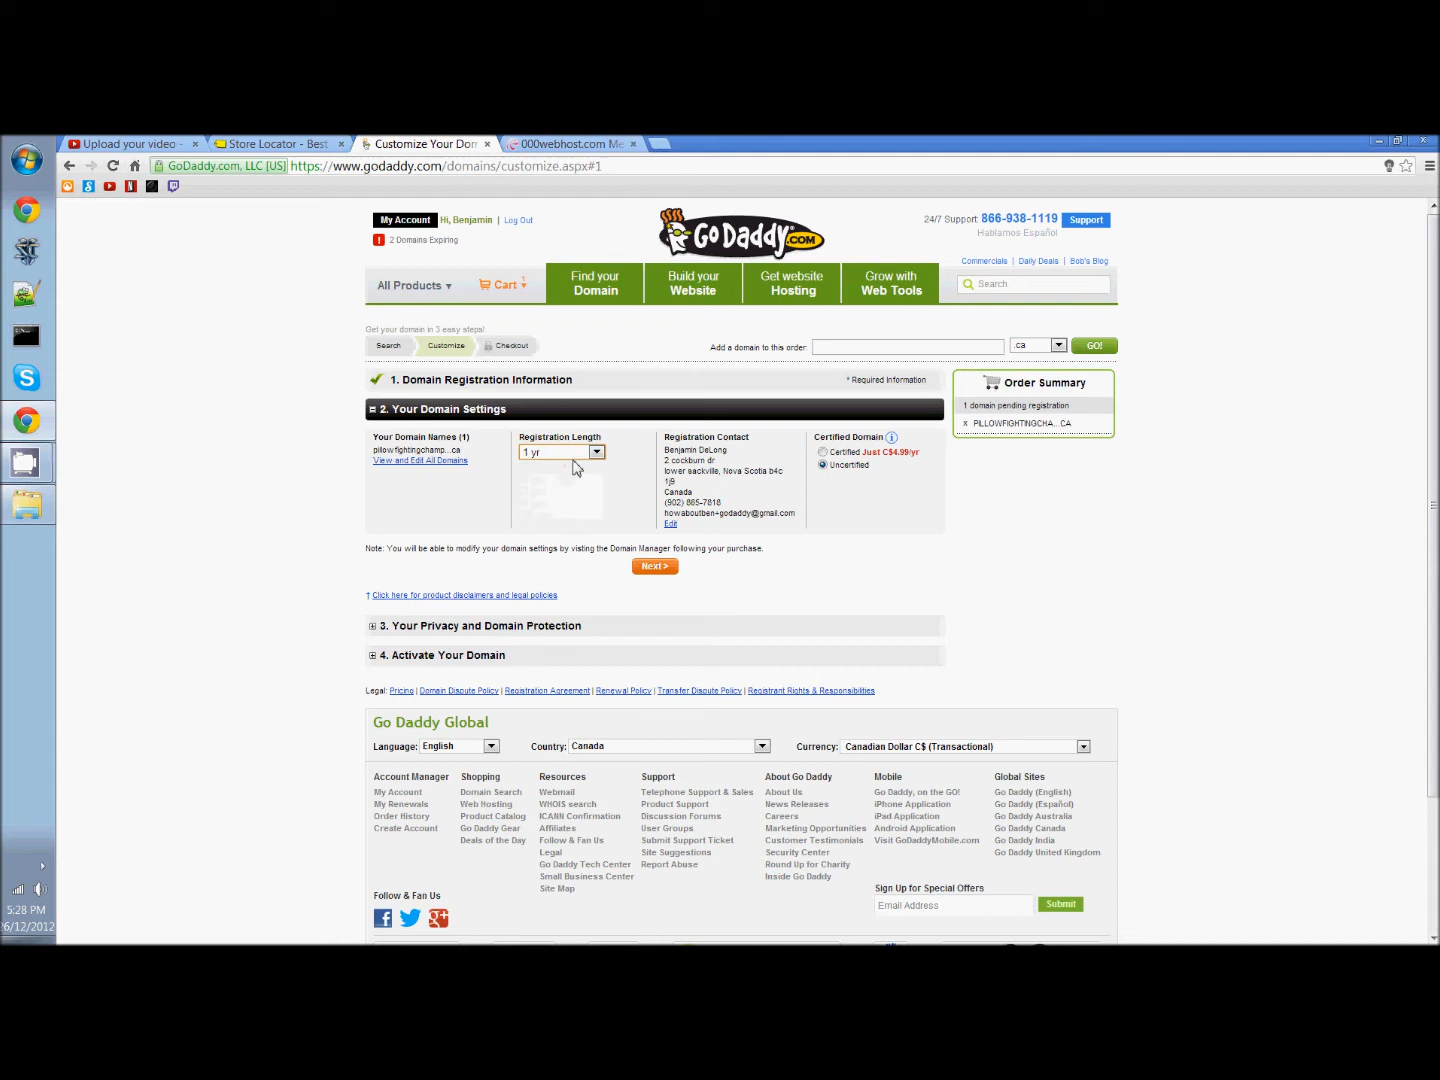 Upload your video -
Store Locator - Best
Customize Your Dom
000webhost.com Me
GoDaddy.com, LLC [US]
https://www.godaddy.com/domains/customize.aspx#1
My Account
Hi, Benjamin | Log Out
GoDaddy.COM
24/7 Support 866-938-1119
Support
Hablamos Español
2 Domains Expiring
Commercials | Daily Deals | Bob's Blog
All Products
Cart 1
Find your Domain
Build your Website
Get website Hosting
Grow with Web Tools
Search
Get your domain in 3 easy steps!
Search
Customize
Checkout
Add a domain to this order:
.ca
GO!
1. Domain Registration Information
* Required Information
Order Summary
1 domain pending registration
x PILLOWFIGHTINGCHA....CA
2. Your Domain Settings
Your Domain Names (1)
pillowfightingchamp...ca
View and Edit All Domains
Registration Length
1 yr
Registration Contact
Benjamin DeLong
2 cockburn dr
lower sackville, Nova Scotia b4c
1j9
Canada
(902) 865-7818
howaboutben+godaddy@gmail.com
Edit
Certified Domain
Certified Just C$4.99/yr
Uncertified
Note: You will be able to modify your domain settings by visting the Domain Manager following your purchase.
Next >
† Click here for product disclaimers and legal policies
3. Your Privacy and Domain Protection
4. Activate Your Domain
Legal: Pricing | Domain Dispute Policy | Registration Agreement | Renewal Policy | Transfer Dispute Policy | Registrant Rights & Responsibilities
Go Daddy Global
Language: English
Country: Canada
Currency: Canadian Dollar C$ (Transactional)
Account Manager
My Account
My Renewals
Order History
Create Account
Shopping
Domain Search
Web Hosting
Product Catalog
Go Daddy Gear
Deals of the Day
Resources
Webmail
WHOIS search
ICANN Confirmation
Affiliates
Follow & Fan Us
Legal
Go Daddy Tech Center
Small Business Center
Site Map
Support
Telephone Support & Sales
Product Support
Discussion Forums
User Groups
Submit Support Ticket
Site Suggestions
Report Abuse
About Go Daddy
About Us
News Releases
Careers
Marketing Opportunities
Customer Testimonials
Security Center
Round Up for Charity
Inside Go Daddy
Mobile
Go Daddy, on the GO!
iPhone Application
iPad Application
Android Application
Visit GoDaddyMobile.com
Global Sites
Go Daddy (English)
Go Daddy (Español)
Go Daddy Australia
Go Daddy Canada
Go Daddy India
Go Daddy United Kingdom
Follow & Fan Us
Sign Up for Special Offers
Email Address
Submit
5:28 PM
26/12/2012